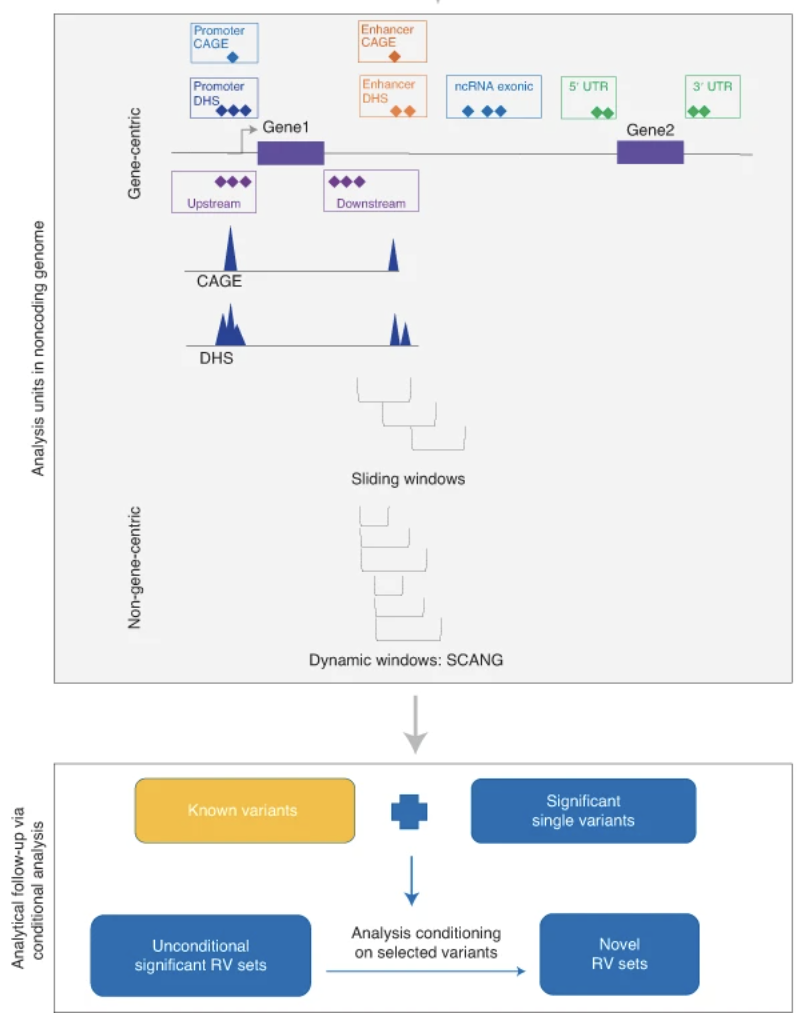 Promoter
CAGE
Enhancer
CAGE
Promoter
DHS
Enhancer
DHS
ncRNA exonic
5′ UTR
3′ UTR
Gene-centric
Gene1
Gene2
Upstream
Downstream
CAGE
DHS
Analysis units in noncoding genome
Sliding windows
Non-gene-centric
Dynamic windows: SCANG
Analytical follow-up via
conditional analysis
Known variants
Significant
single variants
Unconditional
significant RV sets
Analysis conditioning
on selected variants
Novel
RV sets